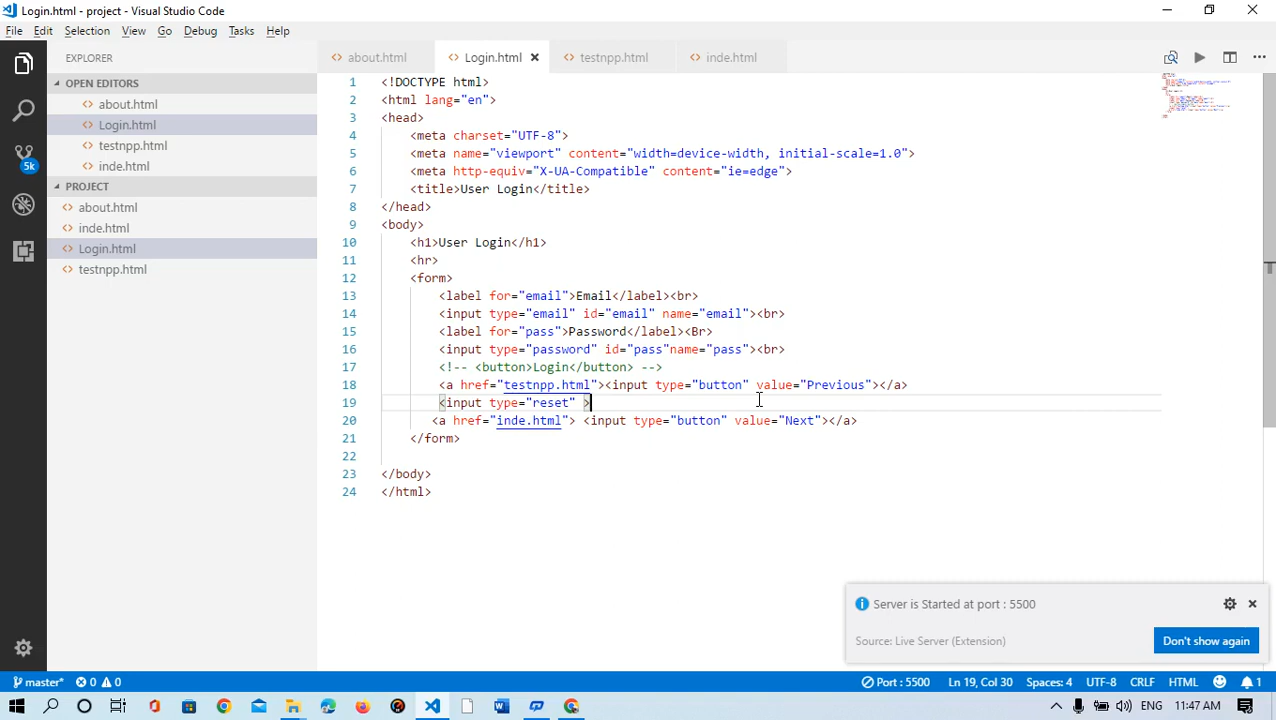 Login.html - project - Visual Studio Code
File Edit Selection View Go Debug Tasks Help
EXPLORER
OPEN EDITORS
about.html
Login.html
testnpp.html
inde.html
5k
PROJECT
about.html
inde.html
Login.html
testnpp.html
about.html Login.html testnpp.html inde.html
1 <!DOCTYPE html>
2 <html lang="en">
3 <head>
4 <meta charset="UTF-8">
5 <meta name="viewport" content="width=device-width, initial-scale=1.0">
6 <meta http-equiv="X-UA-Compatible" content="ie=edge">
7 <title>User Login</title>
8 </head>
9 <body>
10 <h1>User Login</h1>
11 <hr>
12 <form>
13 <label for="email">Email</label><br>
14 <input type="email" id="email" name="email"><br>
15 <label for="pass">Password</label><Br>
16 <input type="password" id="pass"name="pass"><br>
17 <!-- <button>Login</button> -->
18 <a href="testnpp.html"><input type="button" value="Previous"></a>
19 <input type="reset" >
20 <a href="inde.html"> <input type="button" value="Next"></a>
21 </form>
22
23 </body>
24 </html>
Server is Started at port : 5500
Source: Live Server (Extension)
Don't show again
master* 0 0
Port : 5500 Ln 19, Col 30 Spaces: 4 UTF-8 CRLF HTML 1
ENG 11:47 AM